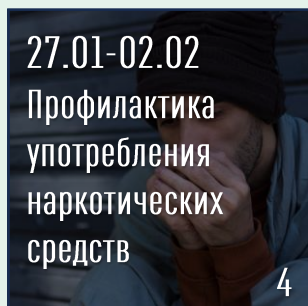 27.01-02.02
Профилактика
употребления
наркотических
средств
4